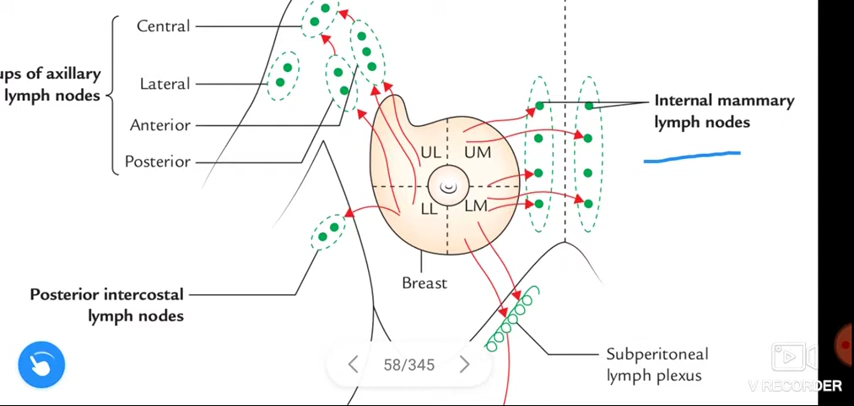 Central
ups of axillary
lymph nodes
Lateral
Anterior
Posterior
Internal mammary
lymph nodes
UL
UM
LL
LM
Breast
Posterior intercostal
lymph nodes
58/345
Subperitoneal
lymph plexus
V RECORDER